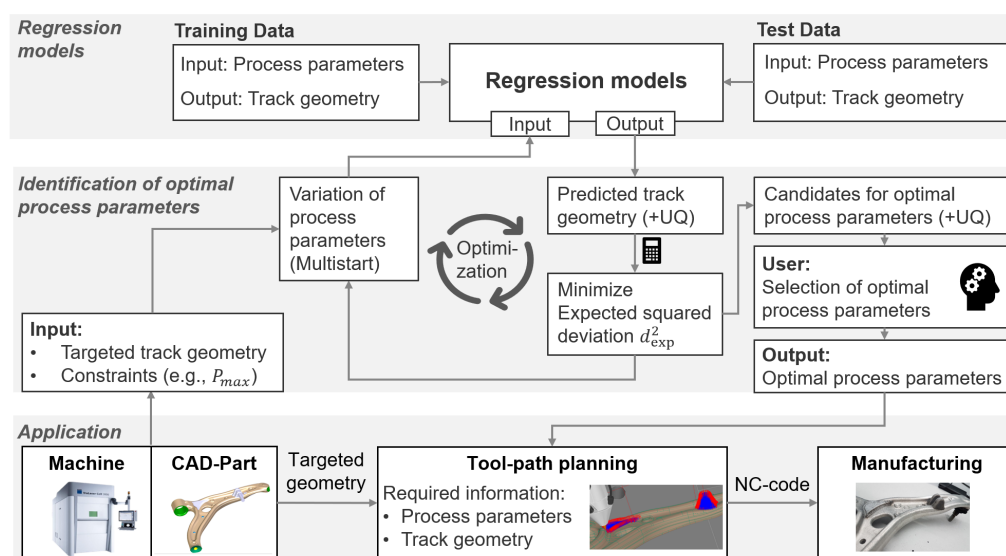 Regression
models
Training Data
Input: Process parameters
Output: Track geometry
Regression models
Input
Output
Test Data
Input: Process parameters
Output: Track geometry
Identification of optimal
process parameters
Variation of
process
parameters
(Multistart)
Optimi-
zation
Predicted track
geometry (+UQ)
Minimize
Expected squared
deviation d²exp
Candidates for optimal
process parameters (+UQ)
User:
Selection of optimal
process parameters
Output:
Optimal process parameters
Input:
• Targeted track geometry
• Constraints (e.g., Pmax)
Application
Machine
CAD-Part
Targeted
geometry
Tool-path planning
Required information:
• Process parameters
• Track geometry
NC-code
Manufacturing